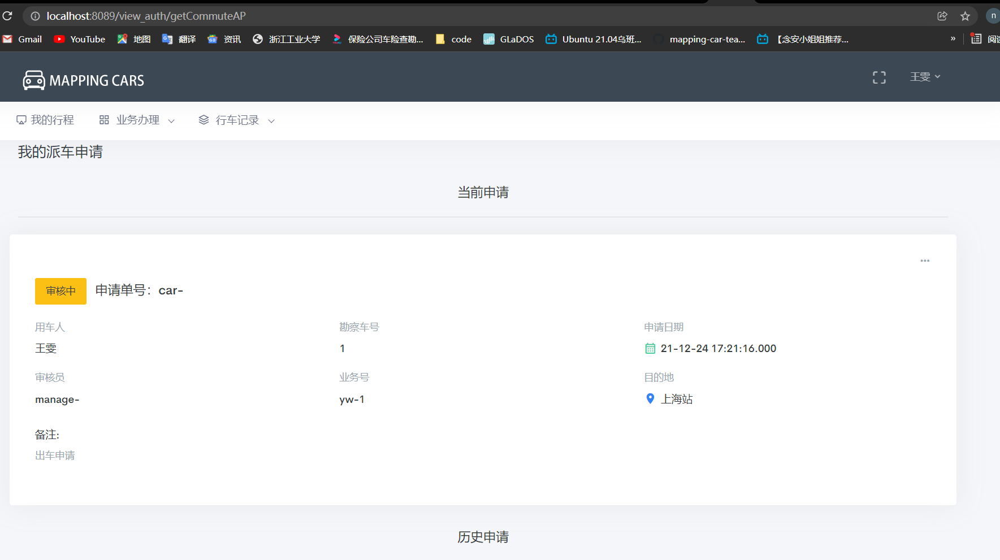 localhost:8089/view_auth/getCommuteAP
n
Gmail YouTube 地图 翻译 资讯 浙江工业大学 保险公司车险查勘... code GLaDOS Ubuntu 21.04乌班... mapping-car-tea... 【念安小姐姐推荐... »
MAPPING CARS
王雯
我的行程 业务办理 行车记录
我的派车申请
当前申请
审核中 申请单号：car-
用车人 勘察车号 申请日期
王雯 1 21-12-24 17:21:16.000
审核员 业务号 目的地
manage- yw-1 上海站
备注:
出车申请
历史申请